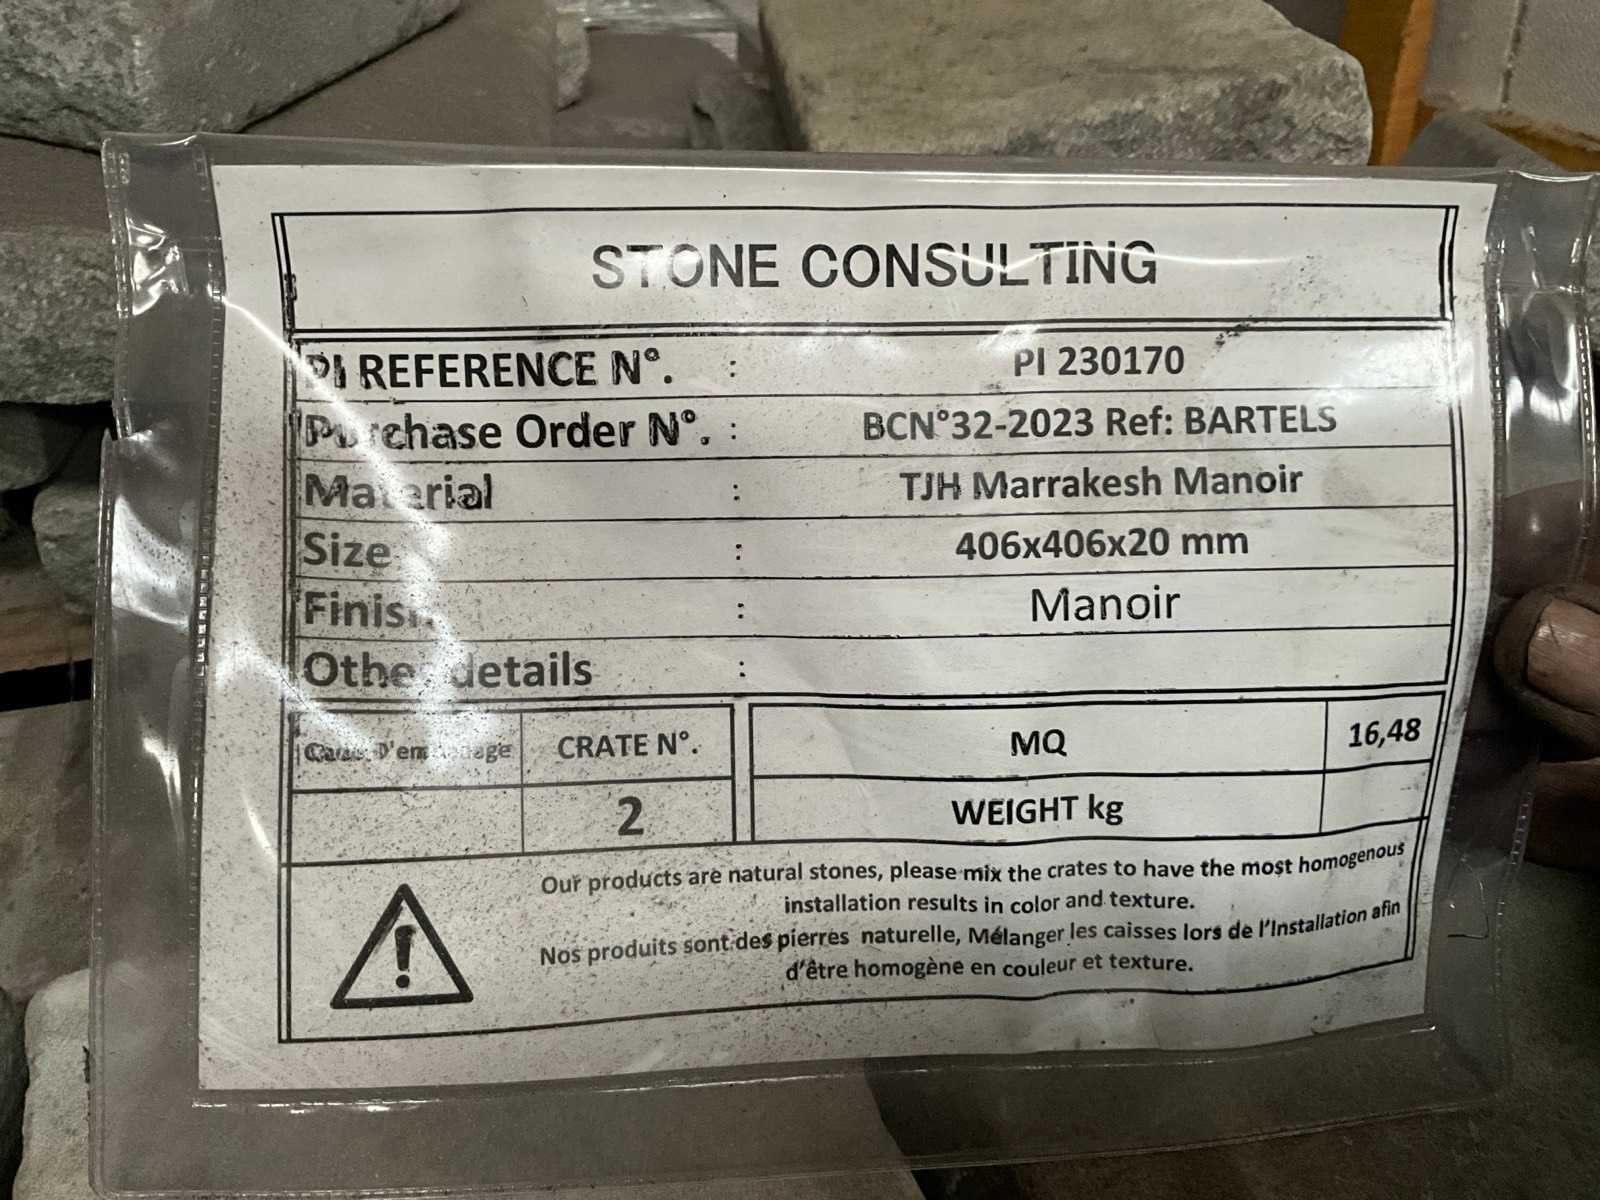 STONE CONSULTING
PI REFERENCE N°. : PI 230170
Purchase Order N°. : BCN°32-2023 Ref: BARTELS
Material : TJH Marrakesh Manoir
Size : 406x406x20 mm
Finish : Manoir
Other details :
CRATE N°. MQ 16,48
2 WEIGHT kg
Our products are natural stones, please mix the crates to have the most homogenous
installation results in color and texture.
Nos produits sont des pierres naturelle, Mélanger les caisses lors de l'Installation afin
d'être homogène en couleur et texture.